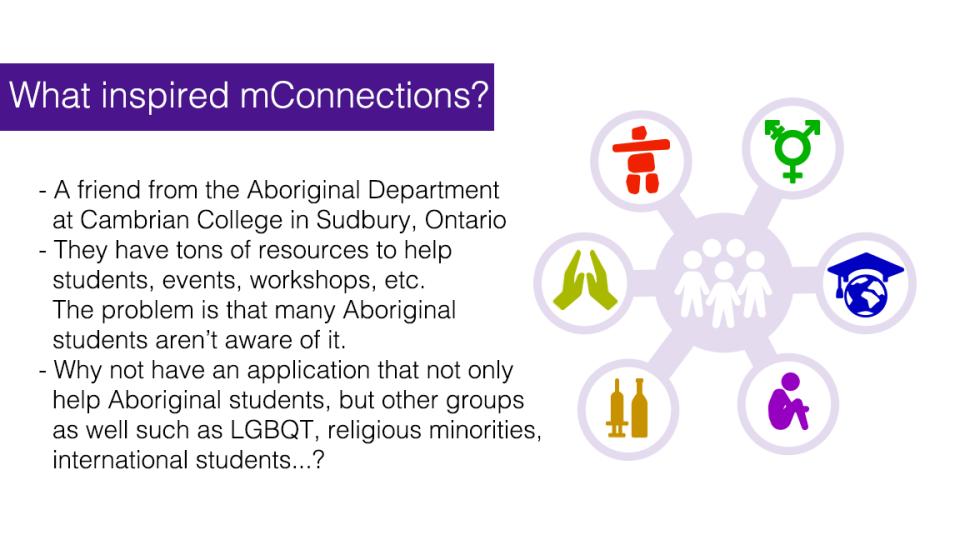 What inspired mConnections?
- A friend from the Aboriginal Department
at Cambrian College in Sudbury, Ontario
- They have tons of resources to help
students, events, workshops, etc.
The problem is that many Aboriginal
students aren’t aware of it.
- Why not have an application that not only
help Aboriginal students, but other groups
as well such as LGBQT, religious minorities,
international students...?